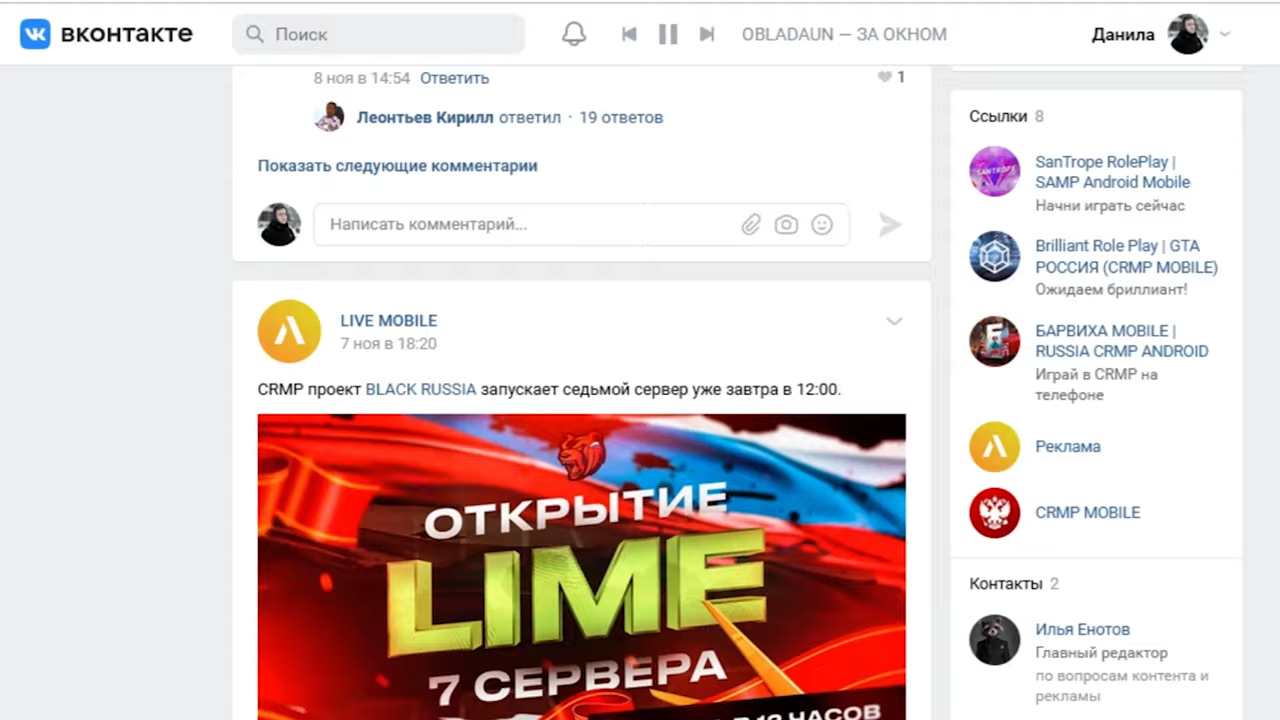 вконтакте
Поиск
OBLADAUN — ЗА ОКНОМ
Данила
8 ноя в 14:54 Ответить
1
Леонтьев Кирилл ответил · 19 ответов
Показать следующие комментарии
Написать комментарий...
LIVE MOBILE
7 ноя в 18:20
CRMP проект BLACK RUSSIA запускает седьмой сервер уже завтра в 12:00.
ОТКРЫТИЕ
LIME
7 СЕРВЕРА
В 12 ЧАСОВ
Ссылки 8
SANTROPE
SanTrope RolePlay |
SAMP Android Mobile
Начни играть сейчас
Brilliant Role Play | GTA
РОССИЯ (CRMP MOBILE)
Ожидаем бриллиант!
БАРВИХА MOBILE |
RUSSIA CRMP ANDROID
Играй в CRMP на
телефоне
Реклама
CRMP MOBILE
Контакты 2
Илья Енотов
Главный редактор
по вопросам контента и
рекламы